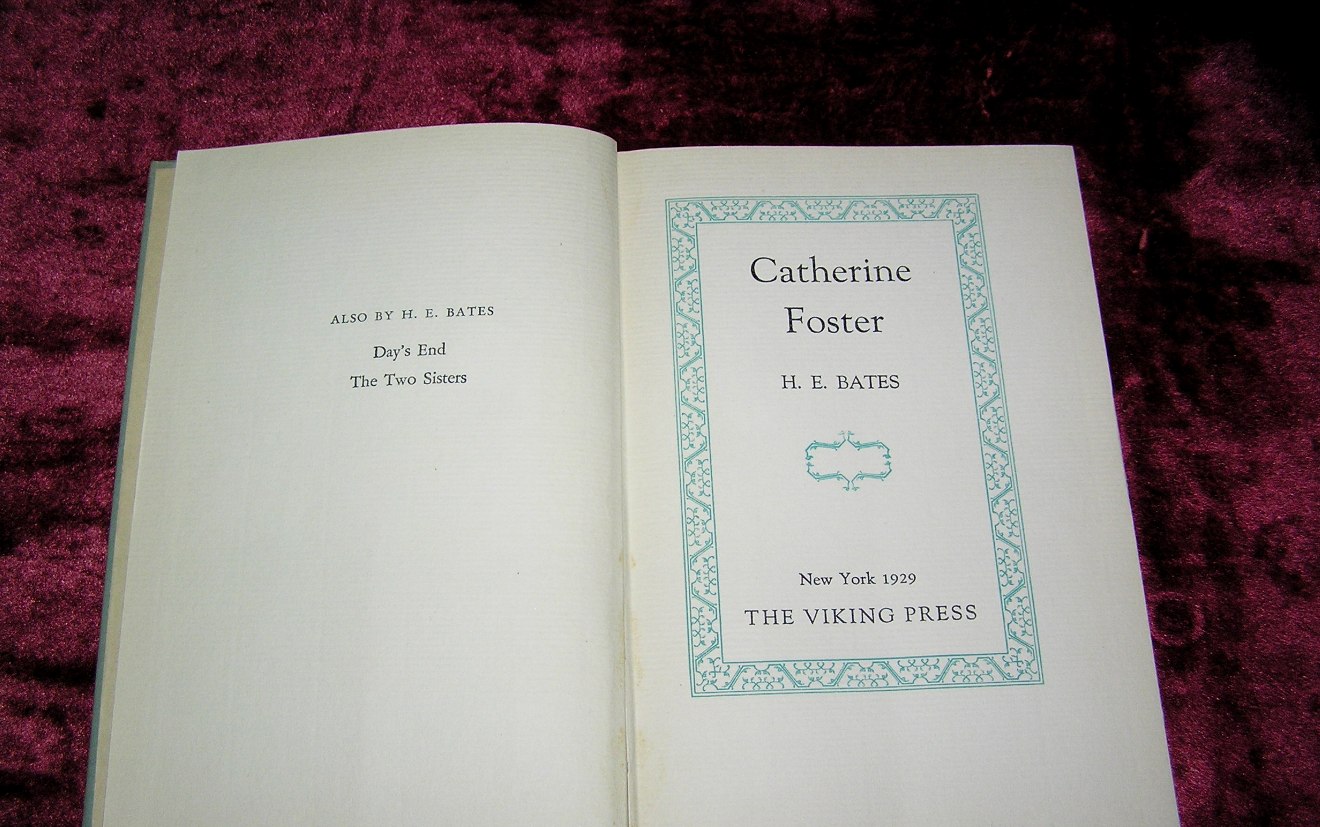 ALSO BY H. E. BATES
Day's End
The Two Sisters
Catherine
Foster
H. E. BATES
New York 1929
THE VIKING PRESS